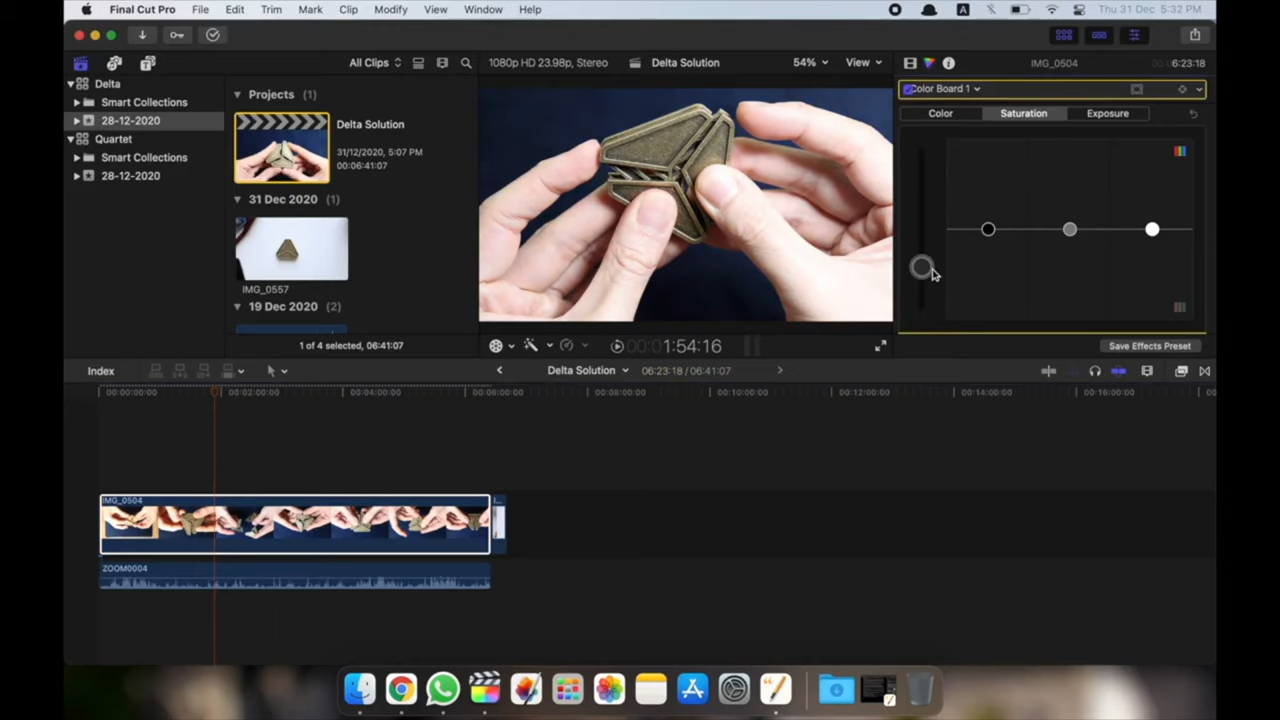 Final Cut Pro File Edit Trim Mark Clip Modify View Window Help A Thu 31 Dec 5:32 PM
All Clips 1080p HD 23.98p, Stereo Delta Solution 54% View IMG_0504 6:23:18
Delta
Smart Collections
28-12-2020
Quartet
Smart Collections
28-12-2020
Projects (1)
Delta Solution
31/12/2020, 5:07 PM
00:06:41:07
31 Dec 2020 (1)
IMG_0557
19 Dec 2020 (2)
1 of 4 selected, 06:41:07
1:54:16
Color Board 1
Color Saturation Exposure
Save Effects Preset
Index Delta Solution 06:23:18 / 06:41:07
00:00:00:00 00:02:00:00 00:04:00:00 00:06:00:00 00:08:00:00 00:10:00:00 00:12:00:00 00:14:00:00 00:16:00:00 00
IMG_0504 I...
ZOOM0004